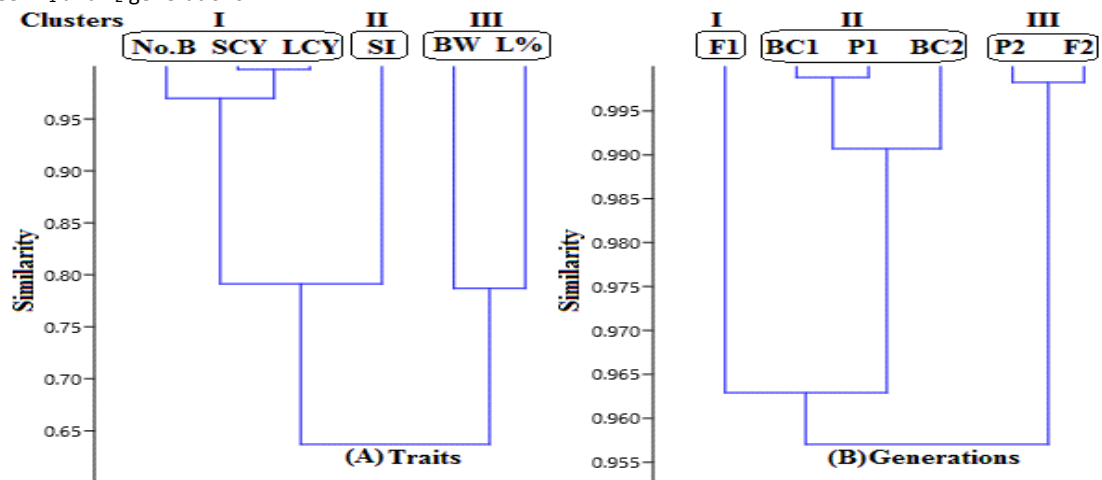 Clusters I II III
No.B SCY LCY SI BW L%
0.95
0.90
0.85
0.80
0.75
0.70
0.65
Similarity
(A) Traits
I II III
F1 BC1 P1 BC2 P2 F2
0.995
0.990
0.985
0.980
0.975
0.970
0.965
0.960
0.955
Similarity
(B)Generations